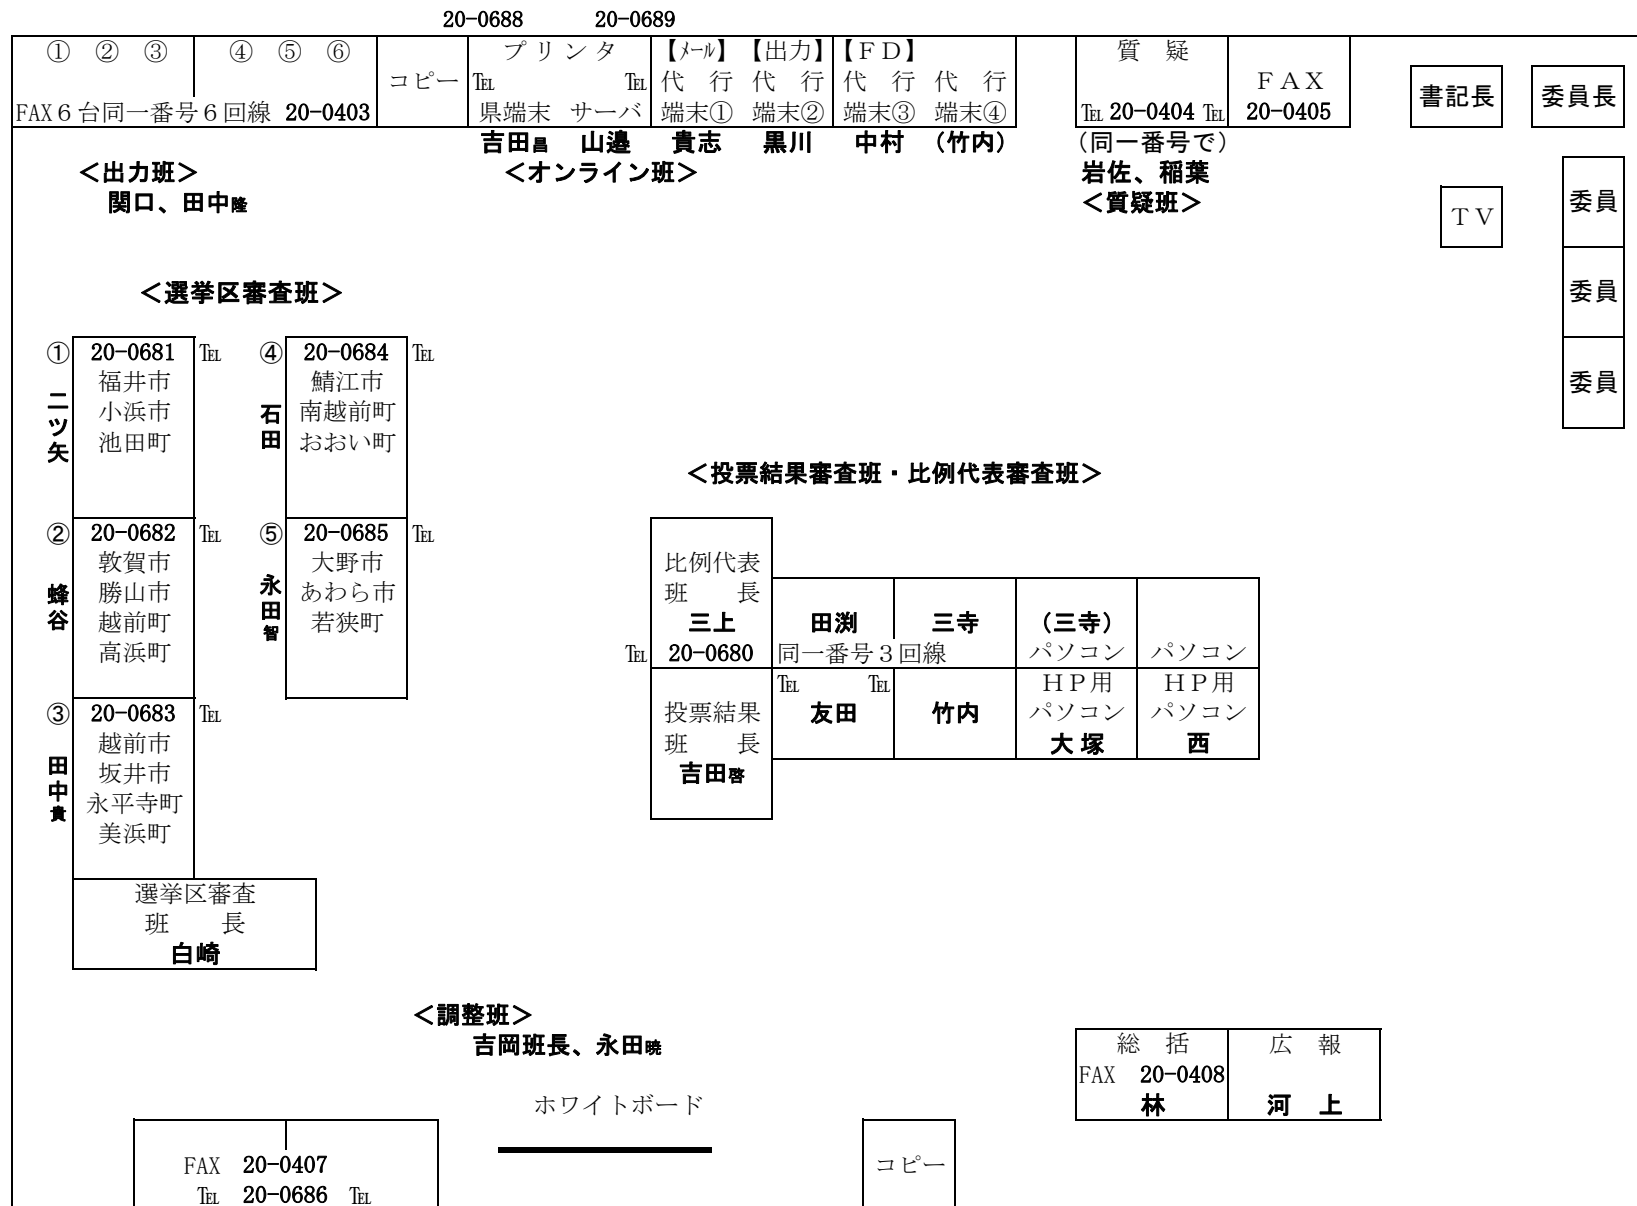 20-0688　20-0689
①　②　③　④　⑤　⑥　プリンタ　【ﾒｰﾙ】【出力】【ＦＤ】　質　疑
コピー　℡　℡　代　行　代　行　代　行　代　行　ＦＡＸ　書記長　委員長
FAX６台同一番号６回線 20-0403　県端末　サーバ　端末①　端末②　端末③　端末④　℡ 20-0404 ℡　20-0405
吉田昌　山邉　貴志　黒川　中村　（竹内）　（同一番号で）
＜出力班＞　＜オンライン班＞　岩佐、稲葉
関口、田中隆　＜質疑班＞
ＴＶ　委員
＜選挙区審査班＞　委員
① 20-0681 ℡　④ 20-0684 ℡
福井市　鯖江市　委員
二ツ矢　小浜市　石田　南越前町
池田町　おおい町
＜投票結果審査班・比例代表審査班＞
② 20-0682 ℡　⑤ 20-0685 ℡
敦賀市　大野市　比例代表
蜂谷　勝山市　永田智　あわら市　班　長
越前町　若狭町　三上　田渕　三寺　（三寺）
高浜町　℡ 20-0680　同一番号３回線　パソコン　パソコン
℡　℡　ＨＰ用　ＨＰ用
③ 20-0683 ℡　投票結果　友田　竹内　パソコン　パソコン
越前市　班　長　大塚　西
田中貴　坂井市　吉田啓
永平寺町
美浜町
選挙区審査
班　長
白崎
＜調整班＞
吉岡班長、永田暁　総　括　広　報
FAX 20-0408
ホワイトボード　林　河　上
FAX 20-0407　コピー
℡ 20-0686 ℡